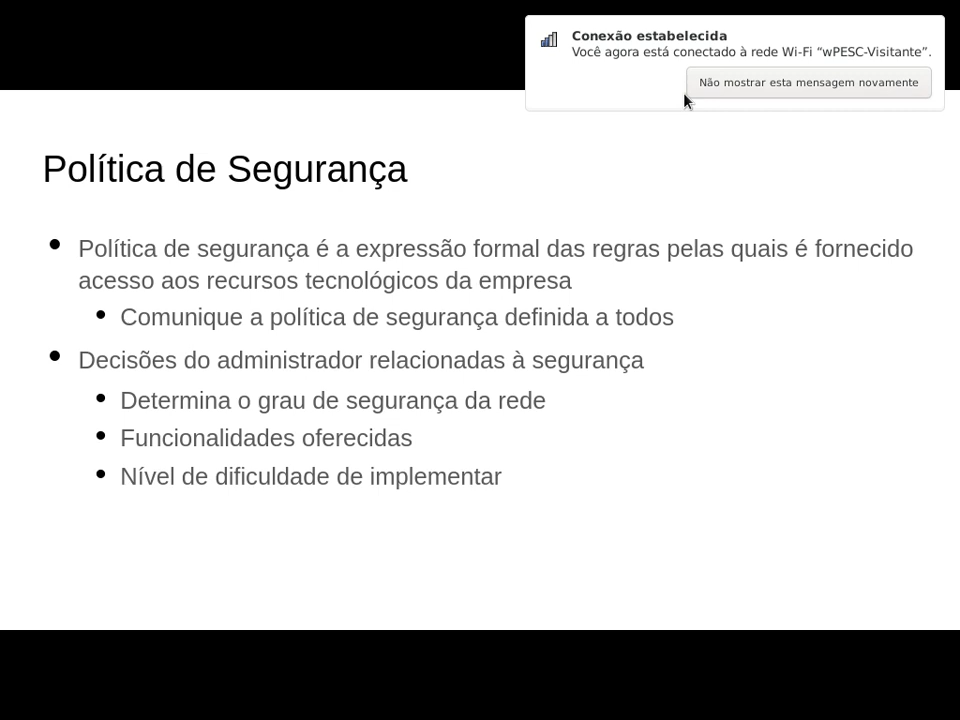 Conexão estabelecida
Você agora está conectado à rede Wi-Fi “wPESC-Visitante”.
Não mostrar esta mensagem novamente
Política de Segurança
Política de segurança é a expressão formal das regras pelas quais é fornecido
acesso aos recursos tecnológicos da empresa
Comunique a política de segurança definida a todos
Decisões do administrador relacionadas à segurança
Determina o grau de segurança da rede
Funcionalidades oferecidas
Nível de dificuldade de implementar